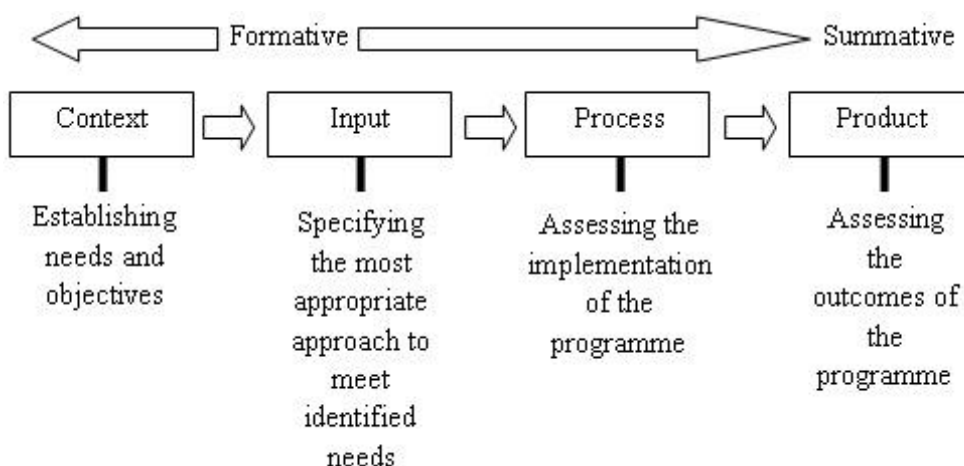 Formative Summative
Context Input Process Product
Establishing
needs and
objectives
Specifying
the most
appropriate
approach to
meet
identified
needs
Assessing the
implementation
of the
programme
Assessing
the
outcomes of
the
programme